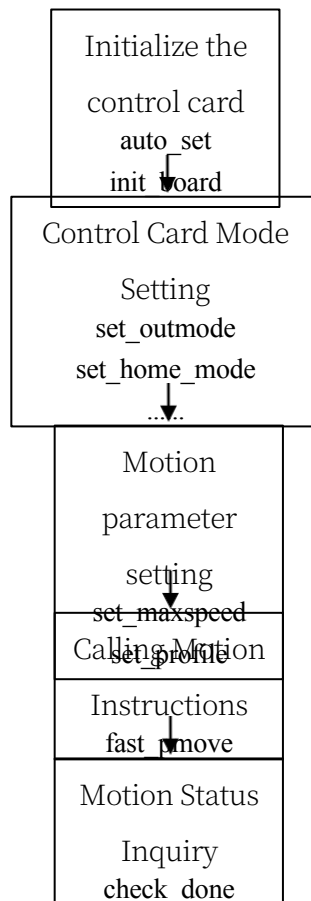 Initialize the
control card
auto_set
init_board
Control Card Mode
Setting
set_outmode
set_home_mode
......
Motion
parameter
setting
set_maxspeed
set_profile
Calling Motion
Instructions
fast_pmove
Motion Status
Inquiry
check_done